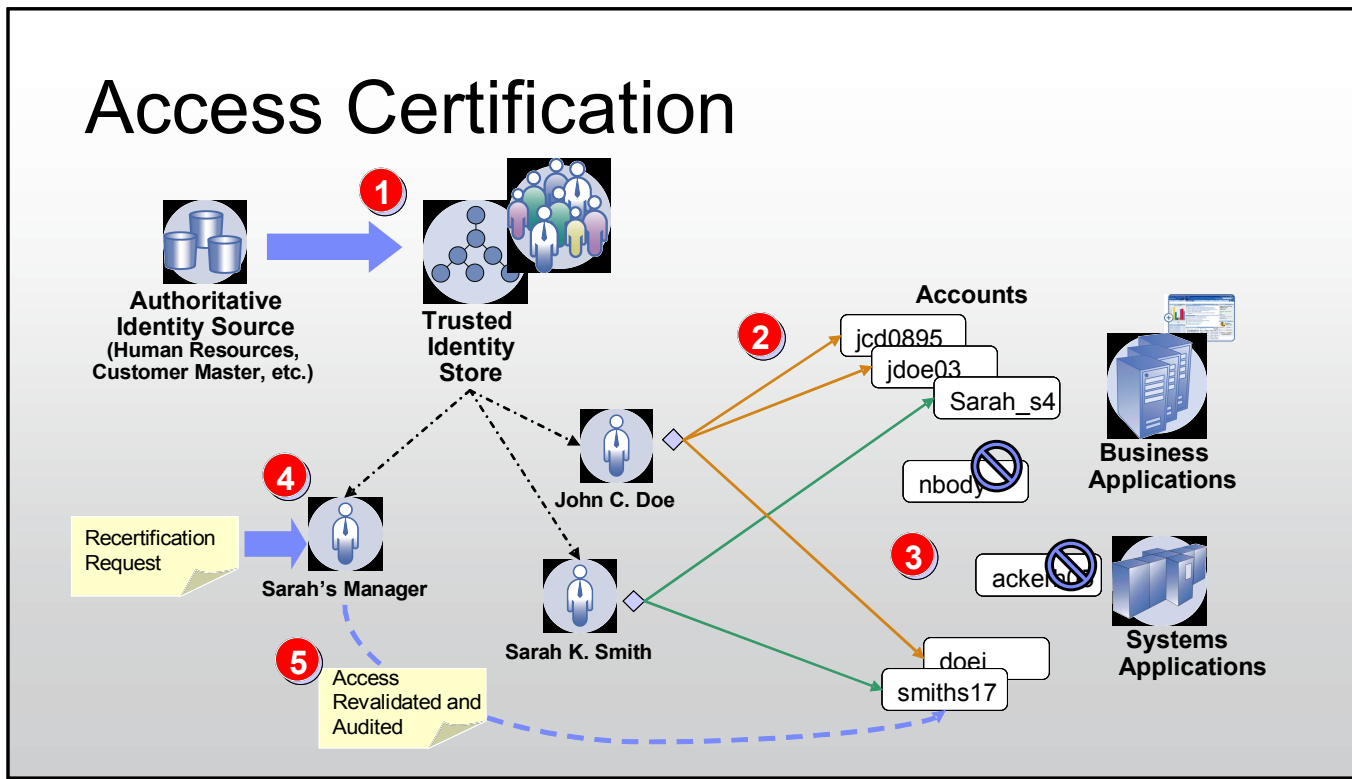 Access Certification
1
Authoritative
Identity Source
(Human Resources,
Customer Master, etc.)
Trusted
Identity
Store
2
Accounts
jcd0895
jdoe03
Sarah_s4
nbody
Business
Applications
3
Systems
Applications
doej
smiths17
John C. Doe
Sarah K. Smith
4
Recertification
Request
Sarah's Manager
5
Access
Revalidated and
Audited